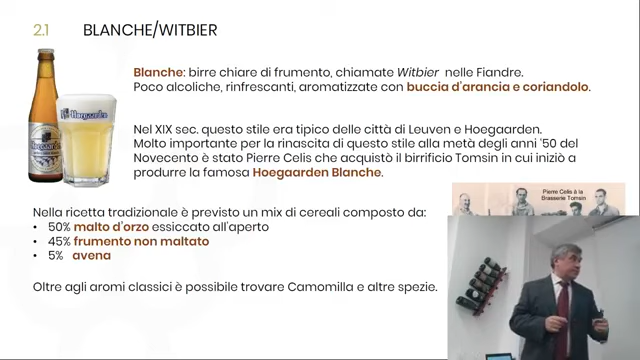 2.1 BLANCHE/WITBIER
Blanche: birre chiare di frumento, chiamate Witbier nelle Fiandre.
Poco alcoliche, rinfrescanti, aromatizzate con buccia d'arancia e coriandolo.
Hoegaarden
Nel XIX sec. questo stile era tipico delle città di Leuven e Hoegaarden.
Molto importante per la rinascita di questo stile alla metà degli anni '50 del
Novecento è stato Pierre Celis che acquistò il birrificio Tomsin in cui iniziò a
produrre la famosa Hoegaarden Blanche.
Pierre Celis à la
Brasserie Tomsin
Nella ricetta tradizionale è previsto un mix di cereali composto da:
• 50% malto d'orzo essiccato all'aperto
• 45% frumento non maltato
• 5% avena
Oltre agli aromi classici è possibile trovare Camomilla e altre spezie.